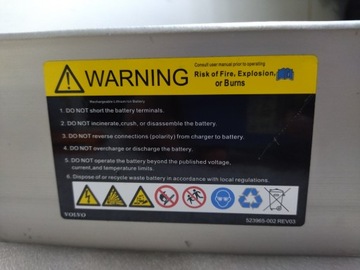 Consult user manual prior to operating
WARNING
Risk of Fire, Explosion,
or Burns
Rechargeable Lithium-ion Battery
1. DO NOT short the battery terminals.
2. DO NOT incinerate, crush, or disassemble the battery.
3. DO NOT reverse connections (polarity) from charger to battery.
4. DO NOT overcharge or discharge the battery.
5. DO NOT operate the battery beyond the published voltage,
current, and temperature limits.
6. Dispose of or recycle waste battery in accordance with local regulations.
VOLVO
523965-002 REV03